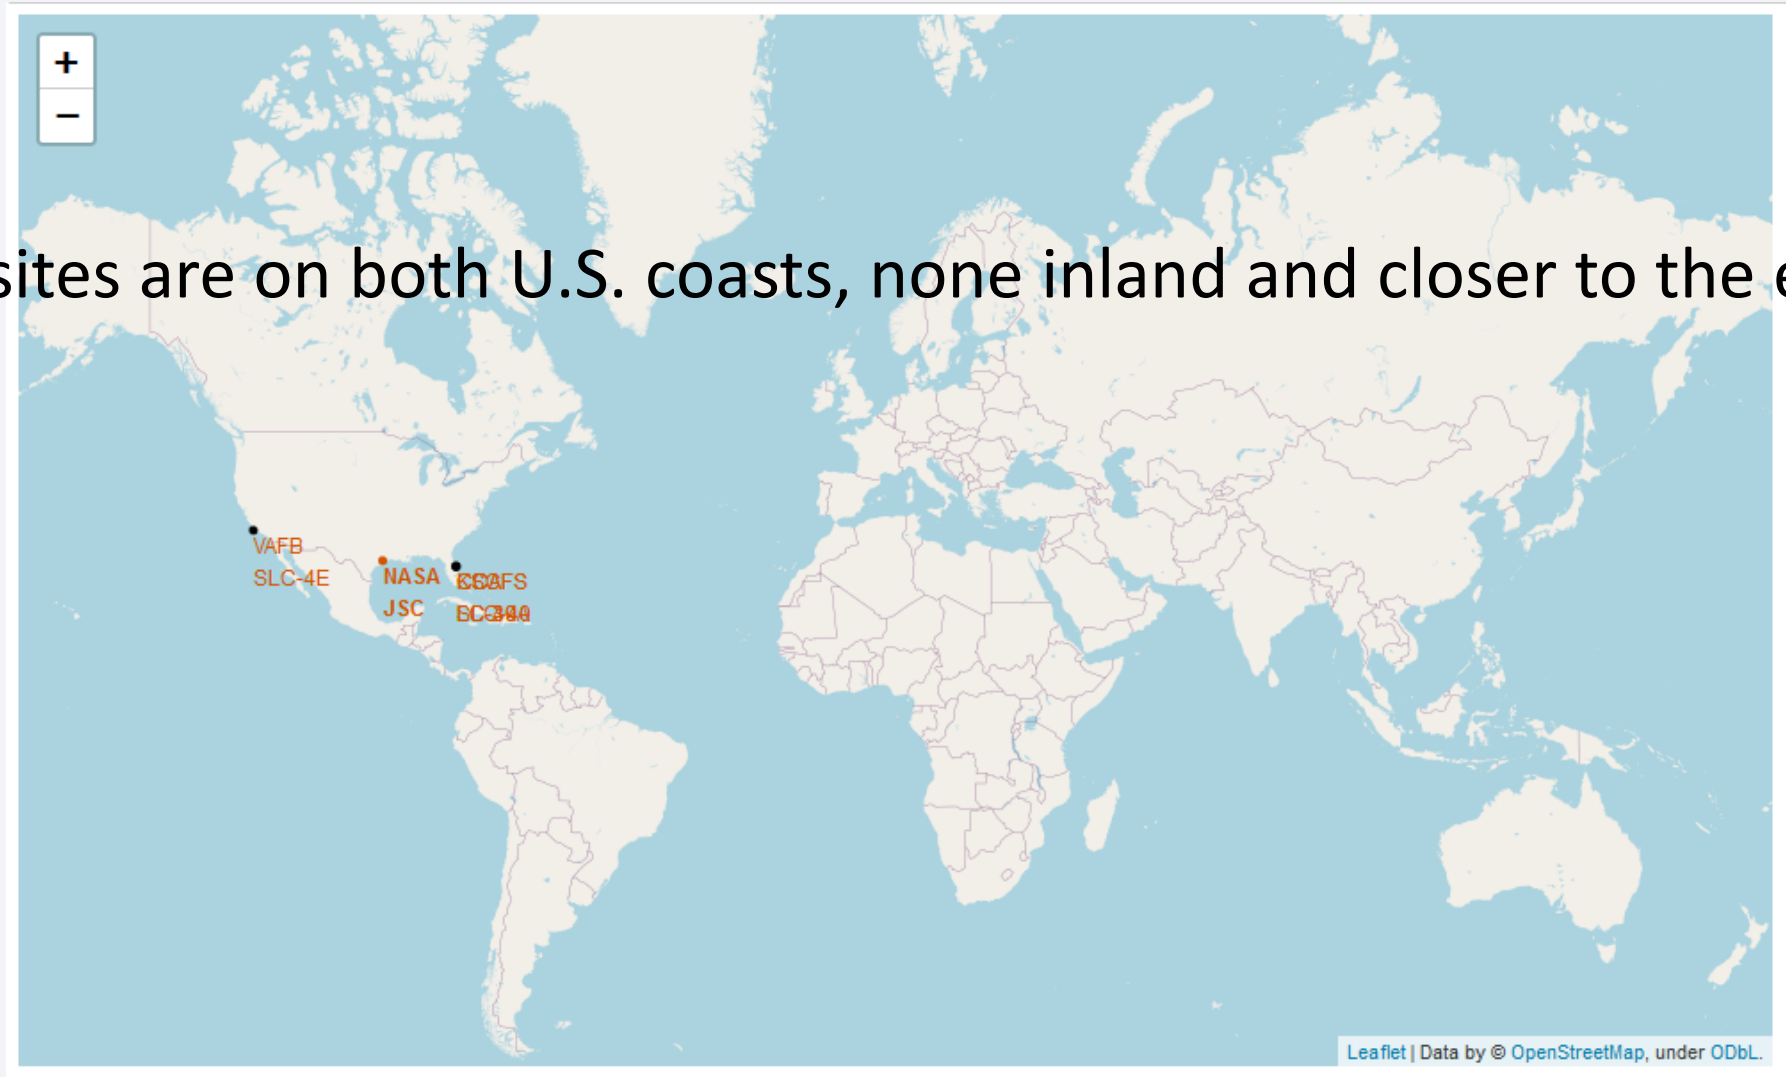 +
−
sites are on both U.S. coasts, none inland and closer to the
VAFB
SLC-4E
NASA
JSC
Leaflet | Data by © OpenStreetMap, under ODbL.